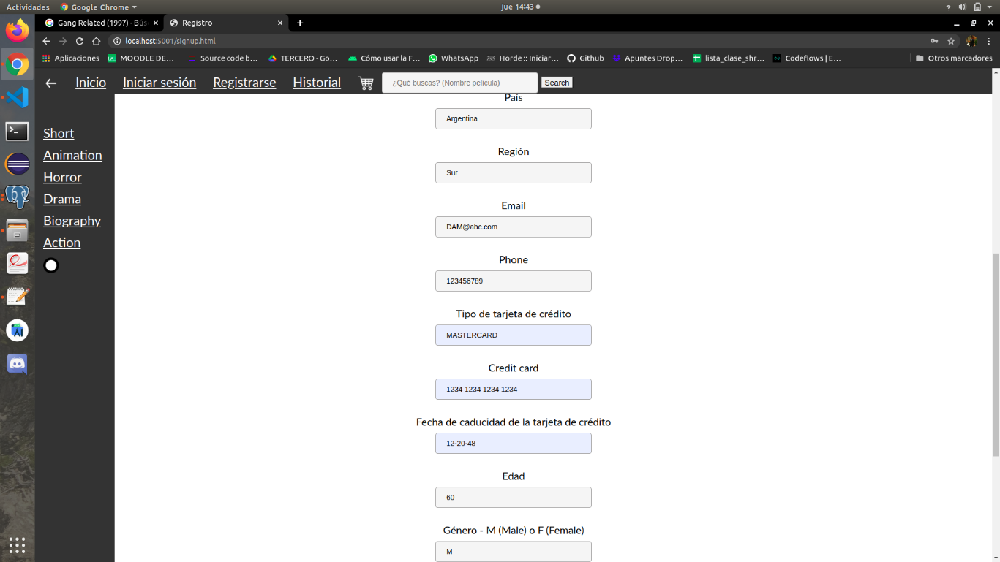 Actividades Google Chrome jue 14:43 ?
Gang Related (1997) - Bús Registro
localhost:5001/signup.html
Aplicaciones MOODLE DE... Source code b... TERCERO - Go... Cómo usar la F... WhatsApp Horde :: Iniciar... Github Apuntes Drop... lista_clase_shr... Codeflows | E... Otros marcadores
Inicio Iniciar sesión Registrarse Historial ¿Qué buscas? (Nombre película) Search
País
Argentina
Short
Región
Animation
Sur
Horror
Drama
Email
Biography
DAM@abc.com
Action
Phone
123456789
Tipo de tarjeta de crédito
MASTERCARD
Credit card
1234 1234 1234 1234
Fecha de caducidad de la tarjeta de crédito
12-20-48
Edad
60
Género - M (Male) o F (Female)
M